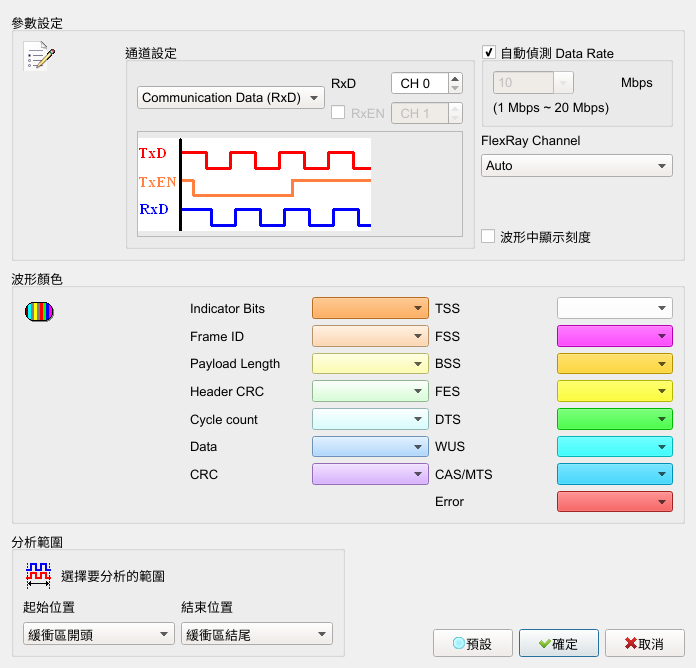 參數設定
通道設定
Communication Data (RxD)
RxD
CH 0
RxEN
CH 1
TxD
TxEN
RxD
自動偵測 Data Rate
10
Mbps
(1 Mbps ~ 20 Mbps)
FlexRay Channel
Auto
波形中顯示刻度
波形顏色
Indicator Bits
TSS
Frame ID
FSS
Payload Length
BSS
Header CRC
FES
Cycle count
DTS
Data
WUS
CRC
CAS/MTS
Error
分析範圍
選擇要分析的範圍
起始位置
結束位置
緩衝區開頭
緩衝區結尾
預設
確定
取消